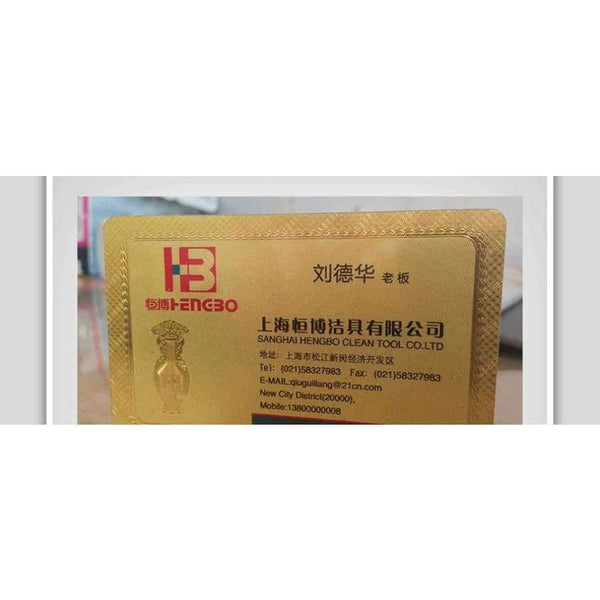 HB
恒博HENGBO
刘德华 老板
上海恒博洁具有限公司
SANGHAI HENGBO CLEAN TOOL CO.LTD
地址: 上海市松江新闵经济开发区
Tel: (021)58327983 Fax: (021)58327983
E-MAIL:qiuguiliang@21cn.com
New City District(20000),
Mobile:13800000008